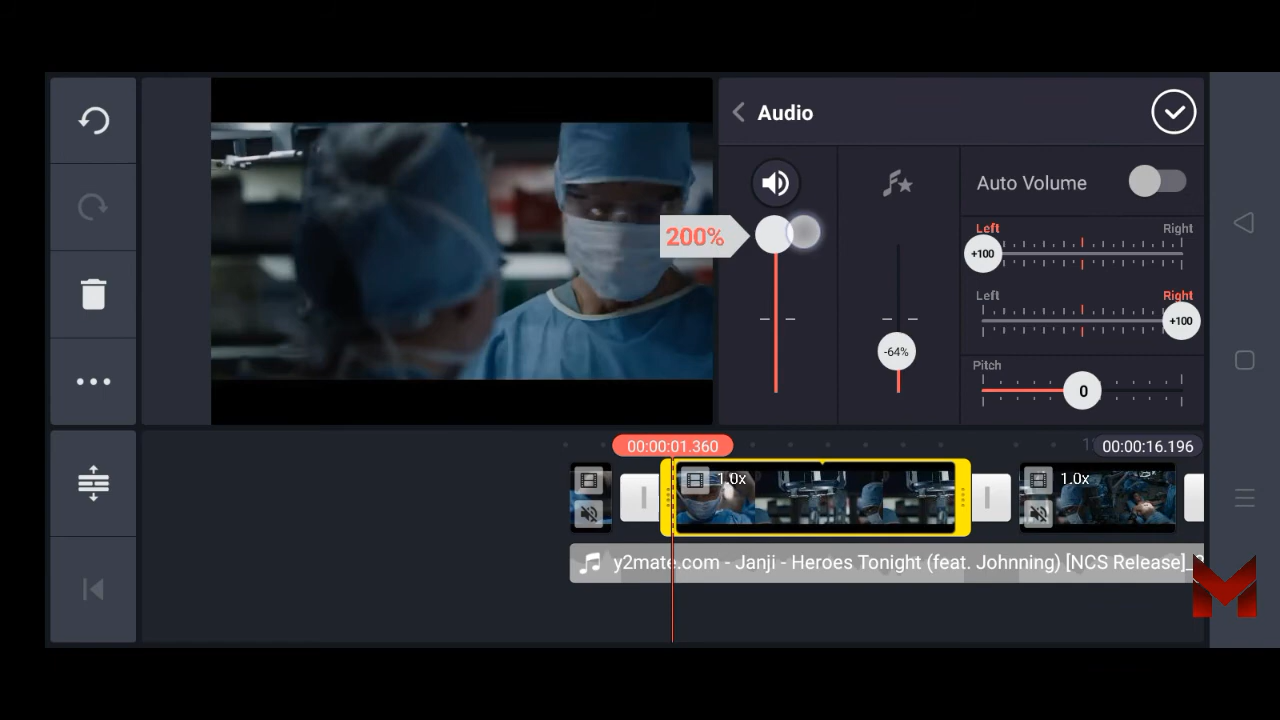 Audio
Auto Volume
200%
Left Right
+100
-64%
Left Right
+100
Pitch
0
00:00:01.360
00:00:16.196
1.0x
1.0x
y2mate.com - Janji - Heroes Tonight (feat. Johnning) [NCS Release]_
M